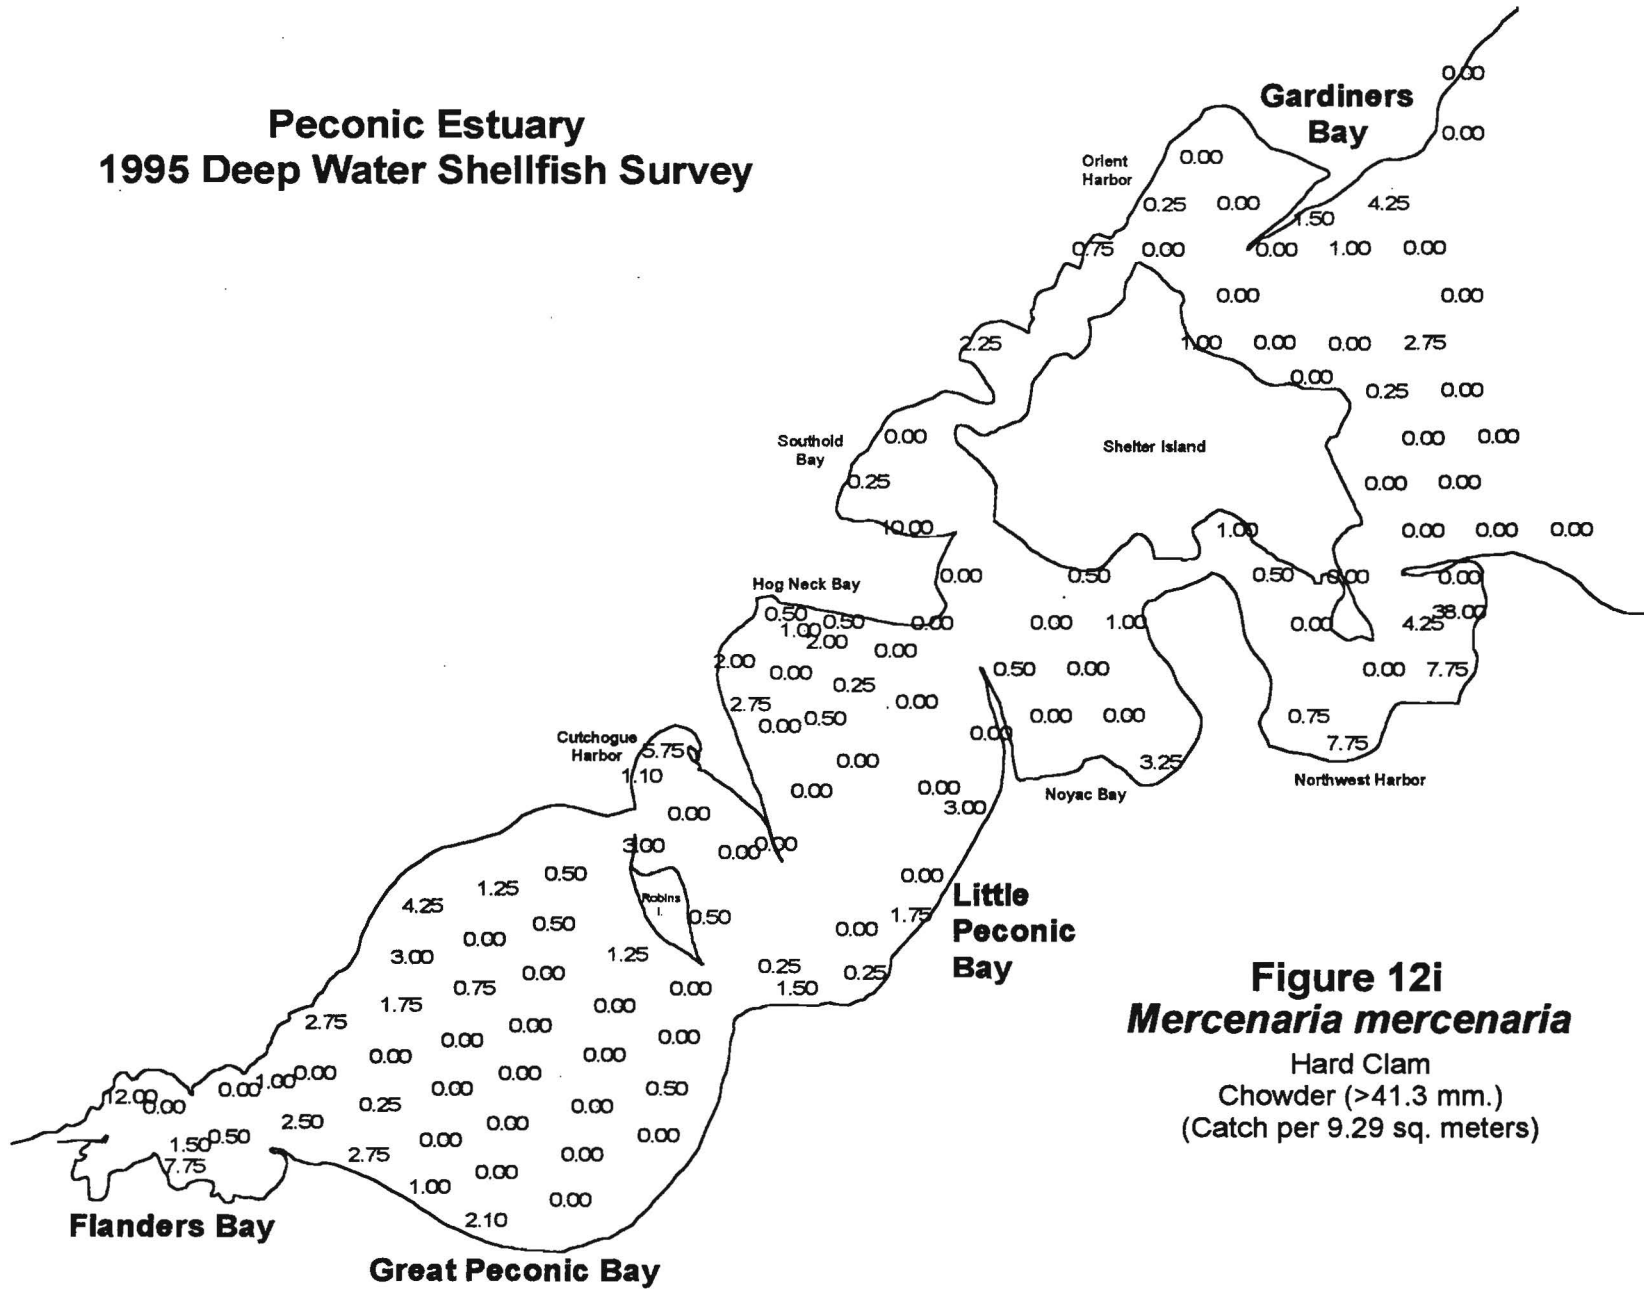 Peconic Estuary
1995 Deep Water Shellfish Survey
Gardiners
Bay
0.00
0.00
Orient
Harbor
0.00
0.25 0.00 1.50 4.25
0.75 0.00 0.00 1.00 0.00
0.00 0.00
2.25 1.00 0.00 0.00 2.75
0.00 0.25 0.00
Southold
Bay
0.00 Shelter Island 0.00 0.00
0.25 0.00 0.00
10.00 1.00 0.00 0.00 0.00
Hog Neck Bay
0.00 0.50 0.50 0.00 0.00
0.50 0.50 0.00 0.00 1.00 0.00 4.25 38.00
1.00 2.00 0.00
2.00 0.00 0.50 0.00 0.00 7.75
0.25
2.75 0.00 0.50 0.00 0.00 0.00 0.00 0.75
Cutchogue
Harbor
5.75 0.00 3.25 7.75
1.10 0.00
Noyac Bay
Northwest Harbor
0.00 0.00 0.00 3.00
3.00 0.00 0.00
0.50 0.00
1.25
4.25
Robins
I.
0.50 0.50 0.00 1.75
Little
Peconic
Bay
0.00
3.00 1.25 0.25 0.25
0.00 0.75 0.00 1.50
1.75 0.00
2.75 0.00 0.00 0.00
0.00 0.00
0.00 1.00 0.00 0.00
12.00 0.00 0.00 0.50
0.25 0.00
2.50 0.00
1.50 0.50 0.00 0.00
7.75 2.75 0.00
1.00 0.00 0.00
2.10
Flanders Bay
Great Peconic Bay
Figure 12i
Mercenaria mercenaria
Hard Clam
Chowder (>41.3 mm.)
(Catch per 9.29 sq. meters)